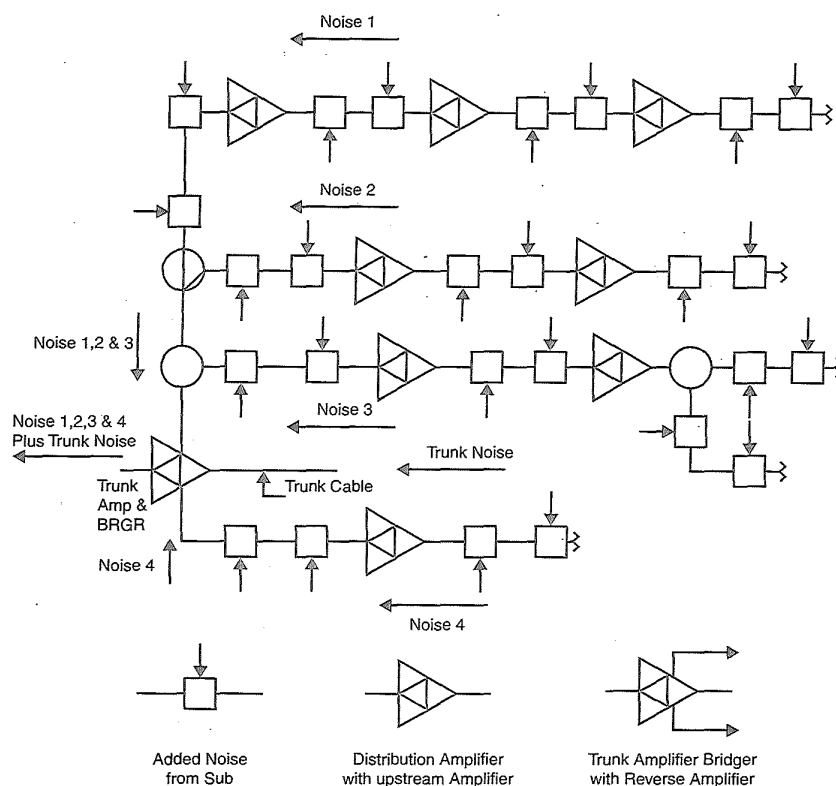 Noise 1
Noise 2
Noise 1,2 & 3
Noise 3
Noise 1,2,3 & 4
Plus Trunk Noise
Trunk Noise
Trunk
Amp &
BRGR
Trunk Cable
Noise 4
Noise 4
Added Noise
from Sub
Distribution Amplifier
with upstream Amplifier
Trunk Amplifier Bridger
with Reverse Amplifier